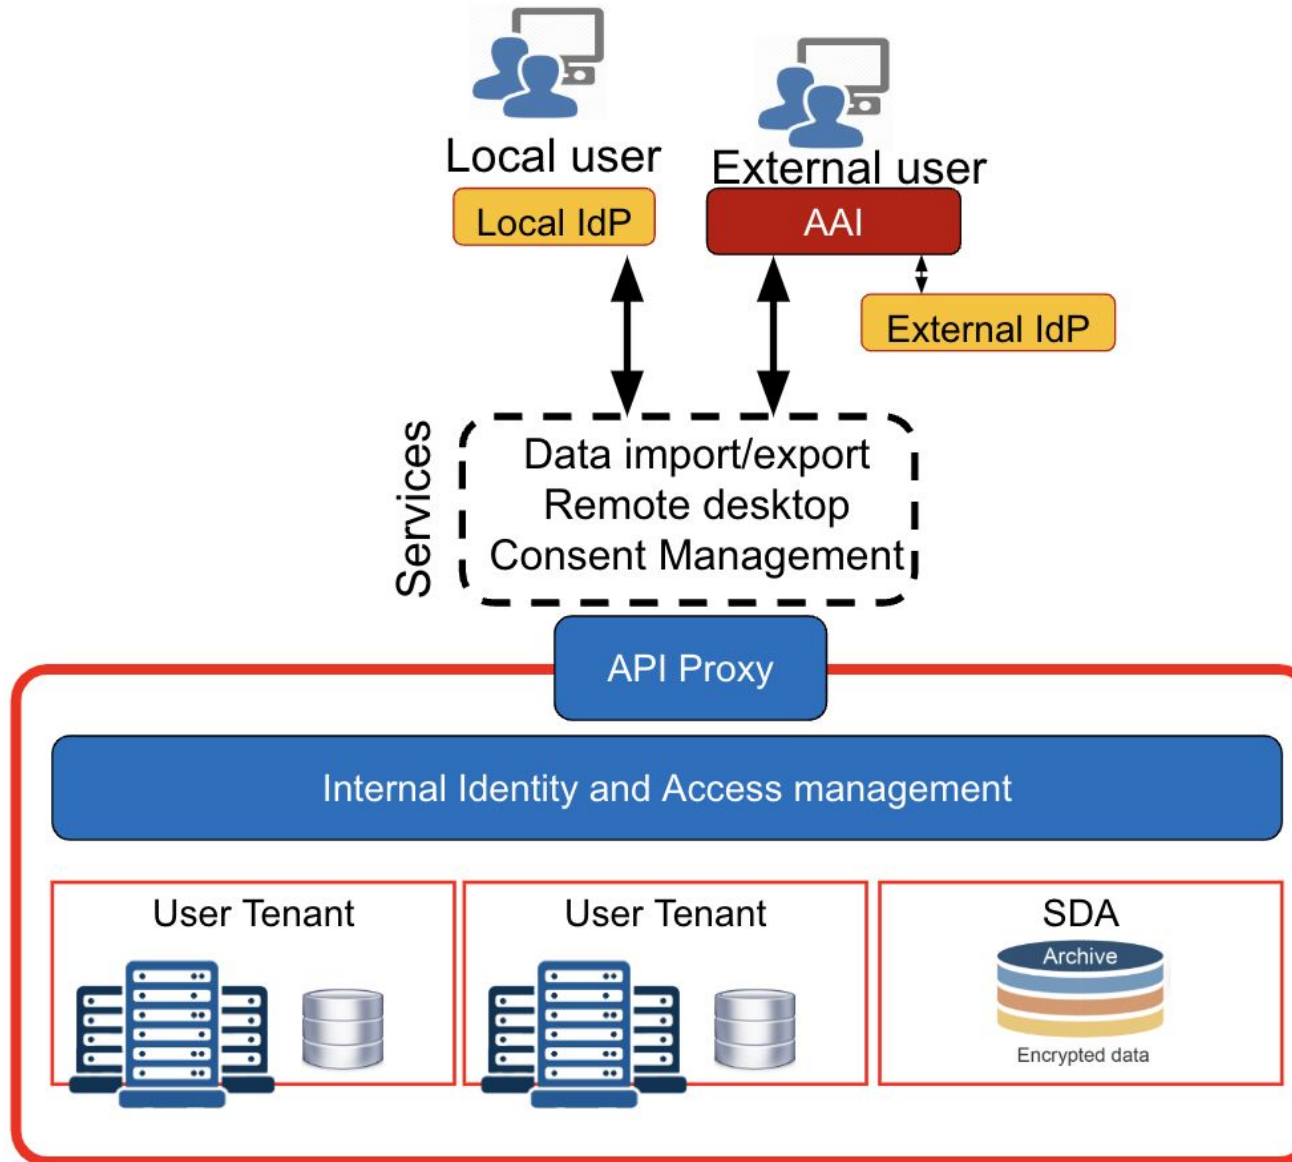 Local user
External user
Local IdP
AAI
External IdP
Services
Data import/export
Remote desktop
Consent Management
API Proxy
Internal Identity and Access management
User Tenant
User Tenant
SDA
Archive
Encrypted data